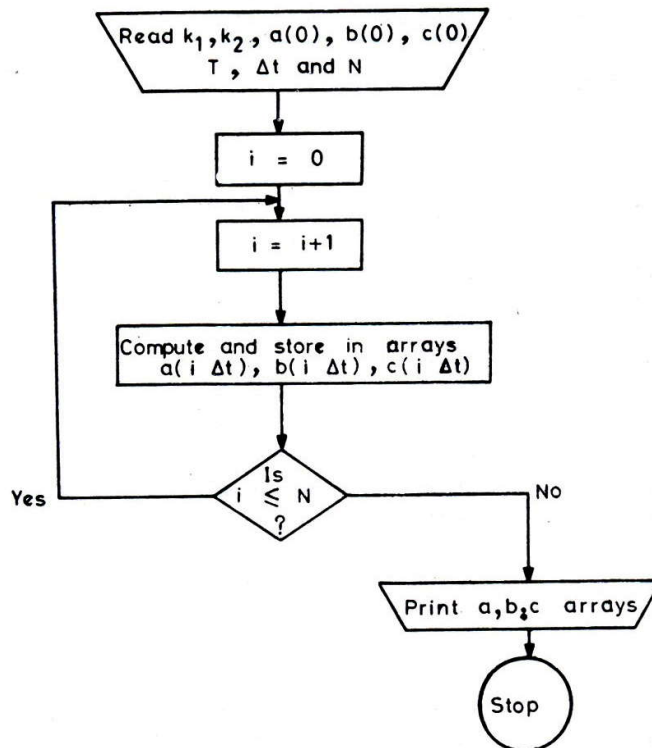 Read k₁,k₂, a(0), b(0), c(0)
T, Δt and N
i = 0
i = i+1
Compute and store in arrays
a(i Δt), b(i Δt), c(i Δt)
Is
i ≤ N
?
Yes
No
Print a,b;c arrays
Stop